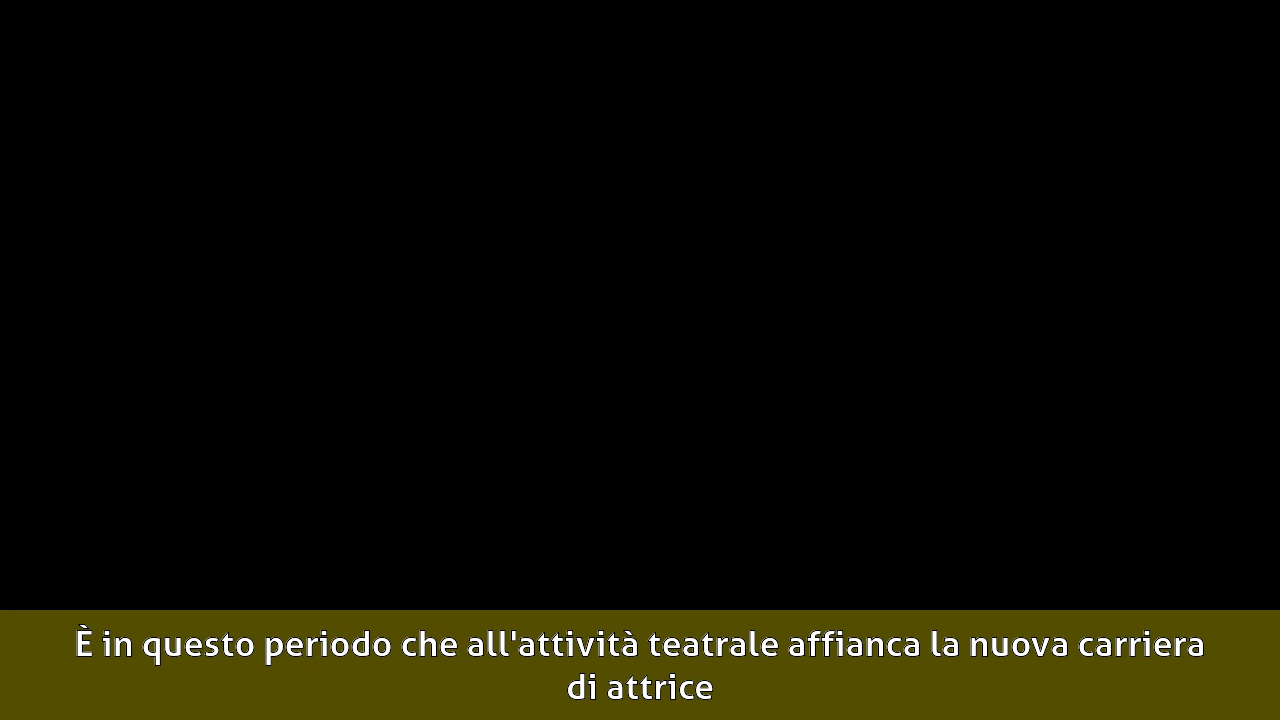 È in questo periodo che all'attività teatrale affianca la nuova carriera
di attrice